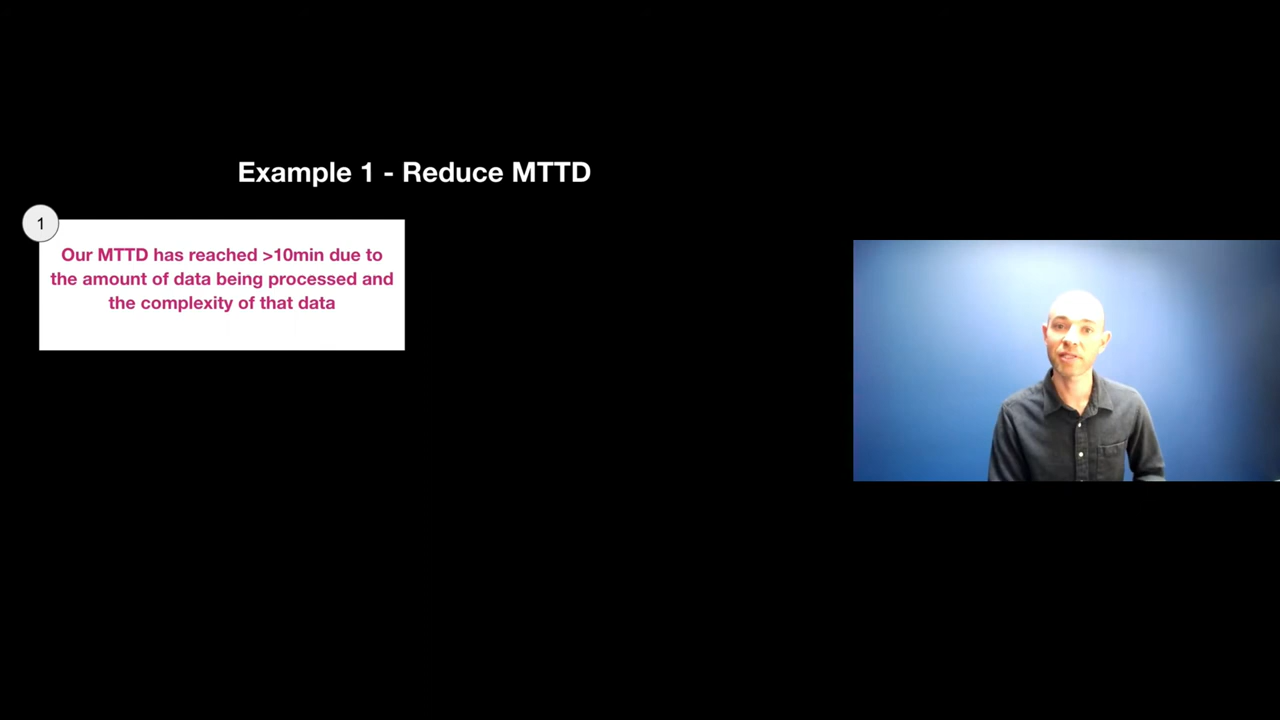 Example 1 - Reduce MTTD
1
Our MTTD has reached >10min due to
the amount of data being processed and
the complexity of that data